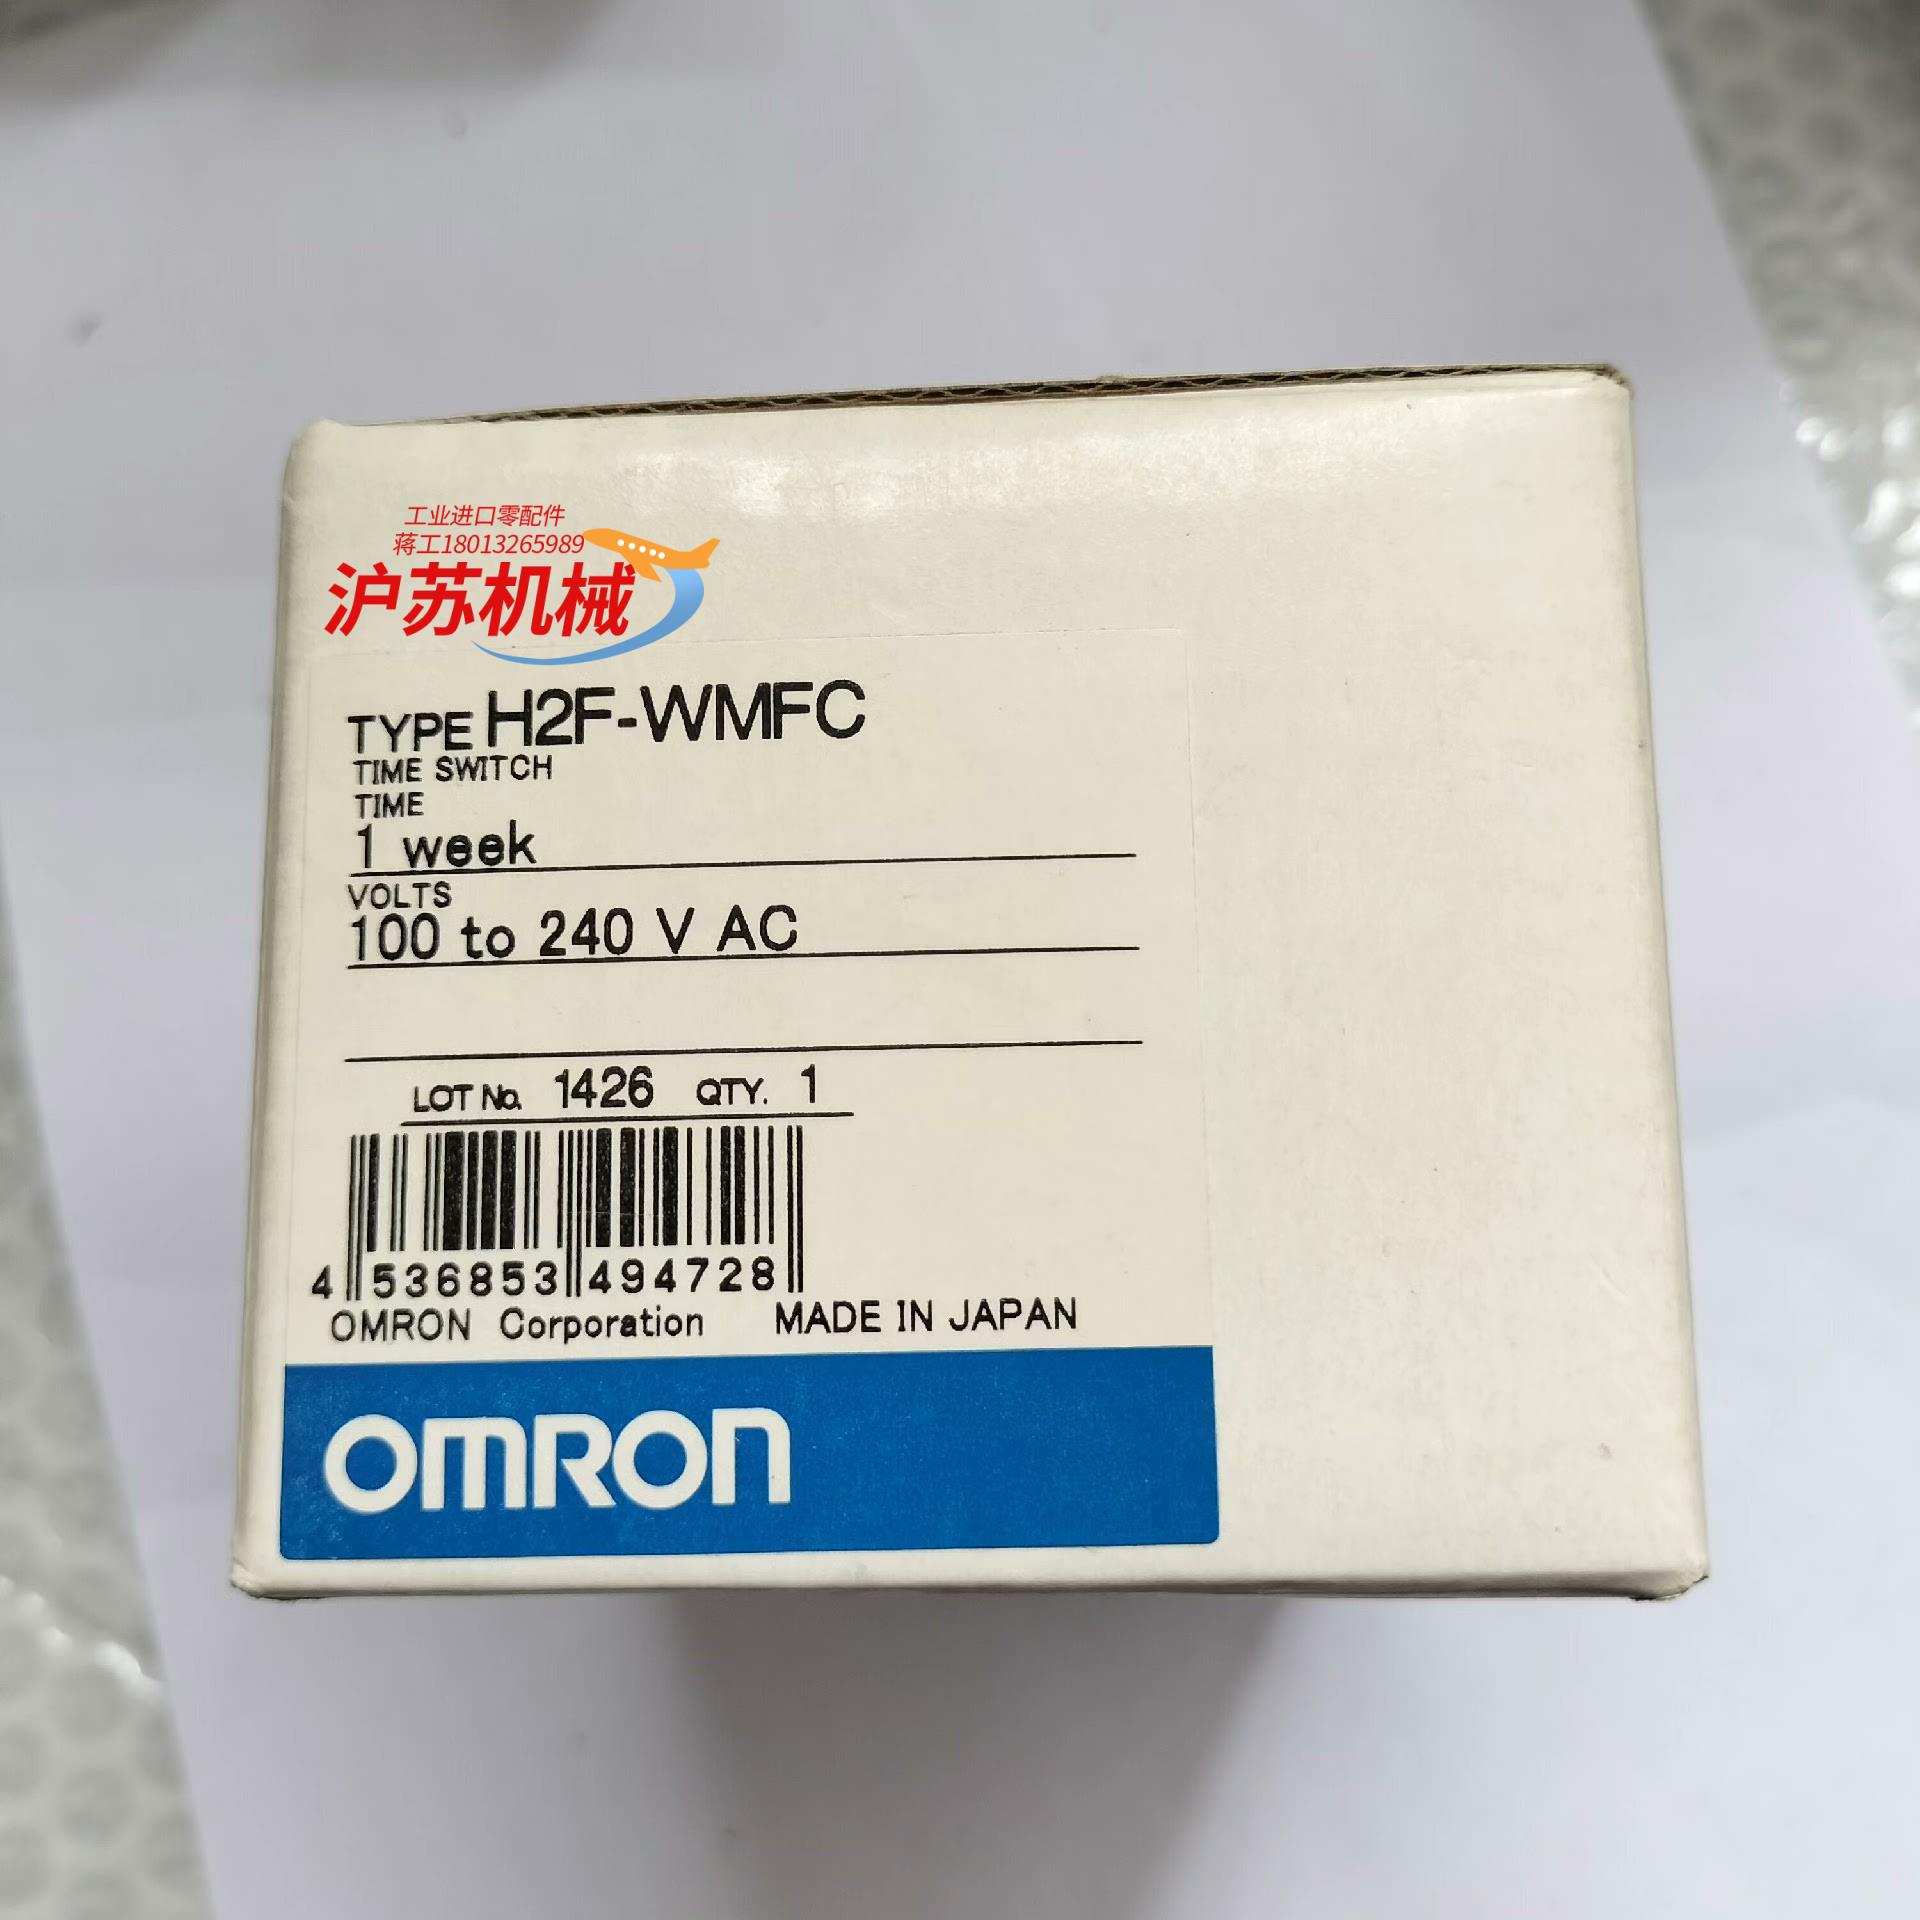 工业进口零配件
蒋工18013265989
沪苏机械
TYPE H2F-WMFC
TIME SWITCH
TIME
1 week
VOLTS
100 to 240 V AC
LOT No. 1426 QTY. 1
4 536853 494728
OMRON Corporation MADE IN JAPAN
OMRON